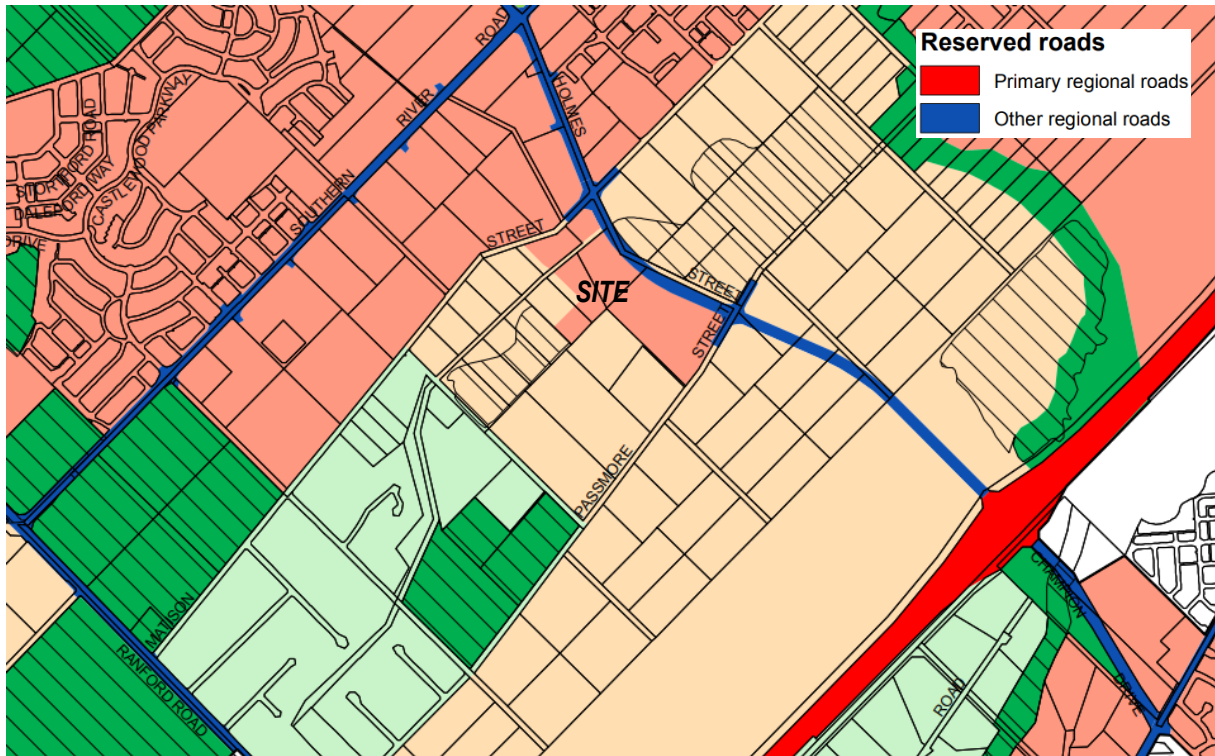 Reserved roads
Primary regional roads
Other regional roads
ROAD
HOLMES
RIVER
CASTLEWOOD PARKWAY
STORTFORD ROAD
DALEFORD WAY
SOUTHERN
DRIVE
STREET
STREET
SITE
STREET
PASSMORE
MATISON
RANFORD ROAD
CHAMPION
DRIVE
ROAD